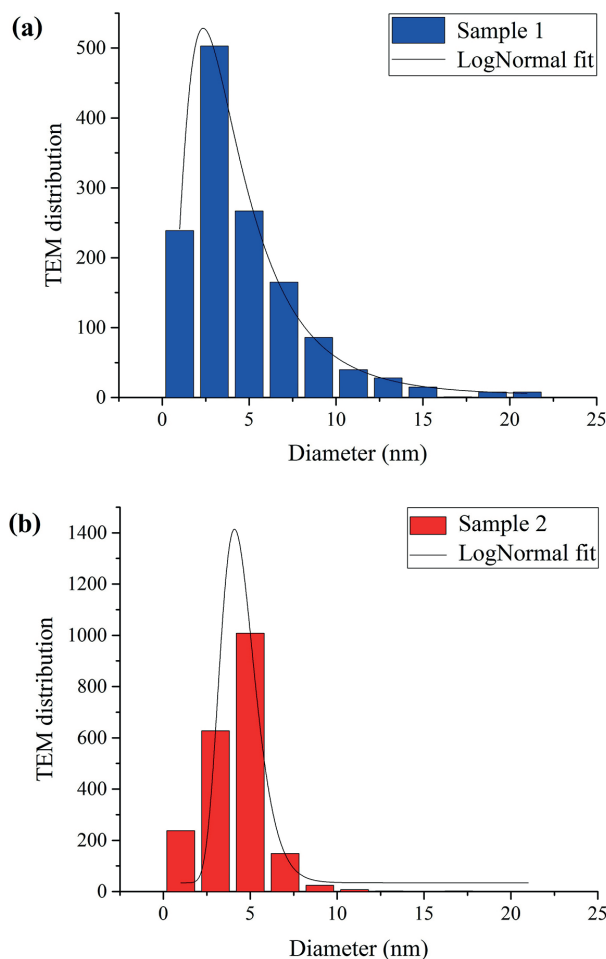 (a)
Sample 1
LogNormal fit
500
400
300
200
100
0
TEM distribution
0 5 10 15 20 25
Diameter (nm)
(b)
Sample 2
LogNormal fit
1400
1200
1000
800
600
400
200
0
TEM distribution
0 5 10 15 20 25
Diameter (nm)